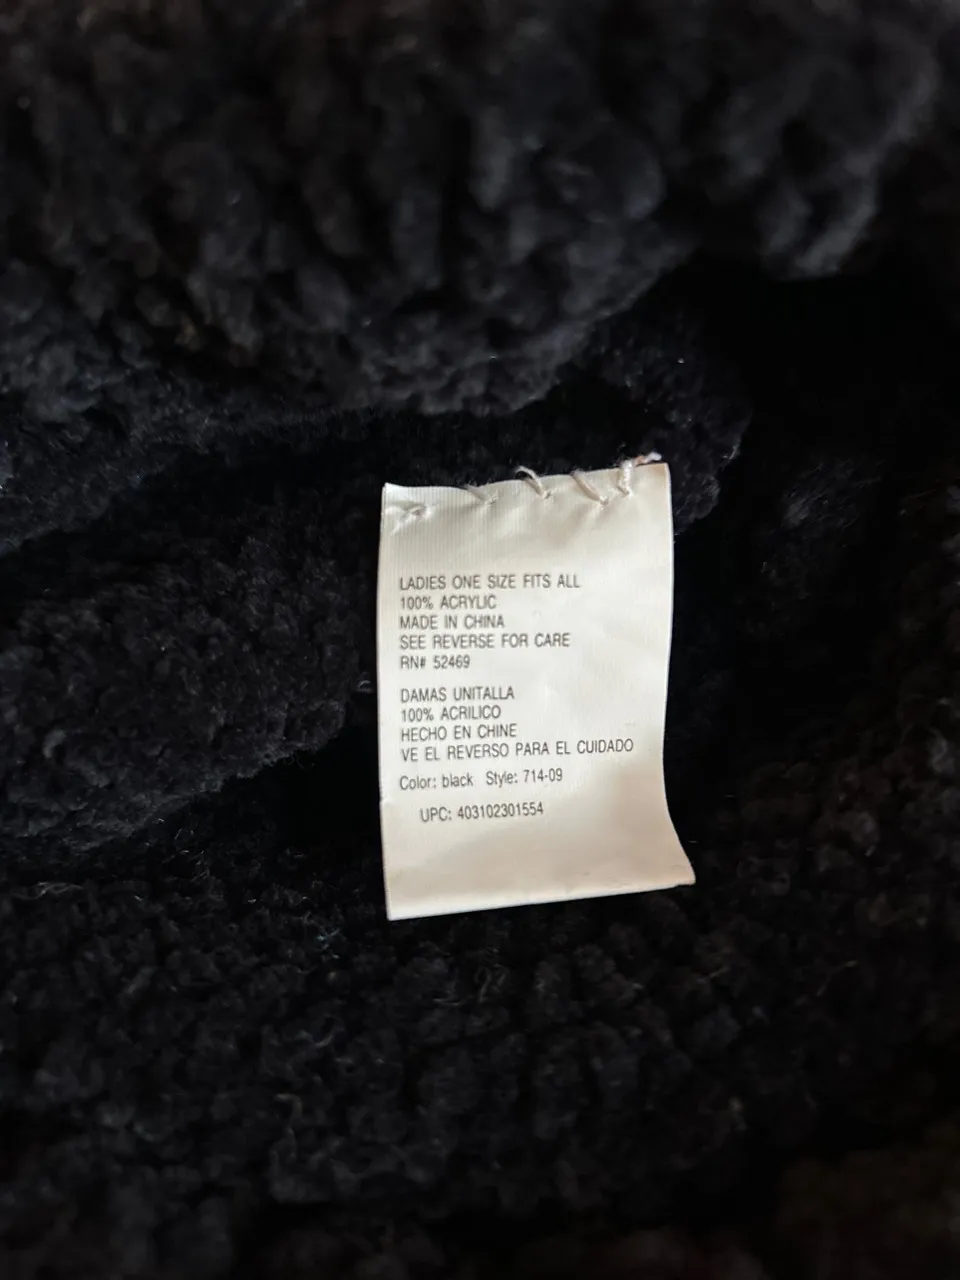 LADIES ONE SIZE FITS ALL
100% ACRYLIC
MADE IN CHINA
SEE REVERSE FOR CARE
RN# 52469
DAMAS UNITALLA
100% ACRILICO
HECHO EN CHINE
VE EL REVERSO PARA EL CUIDADO
Color: black Style: 714-09
UPC: 403102301554